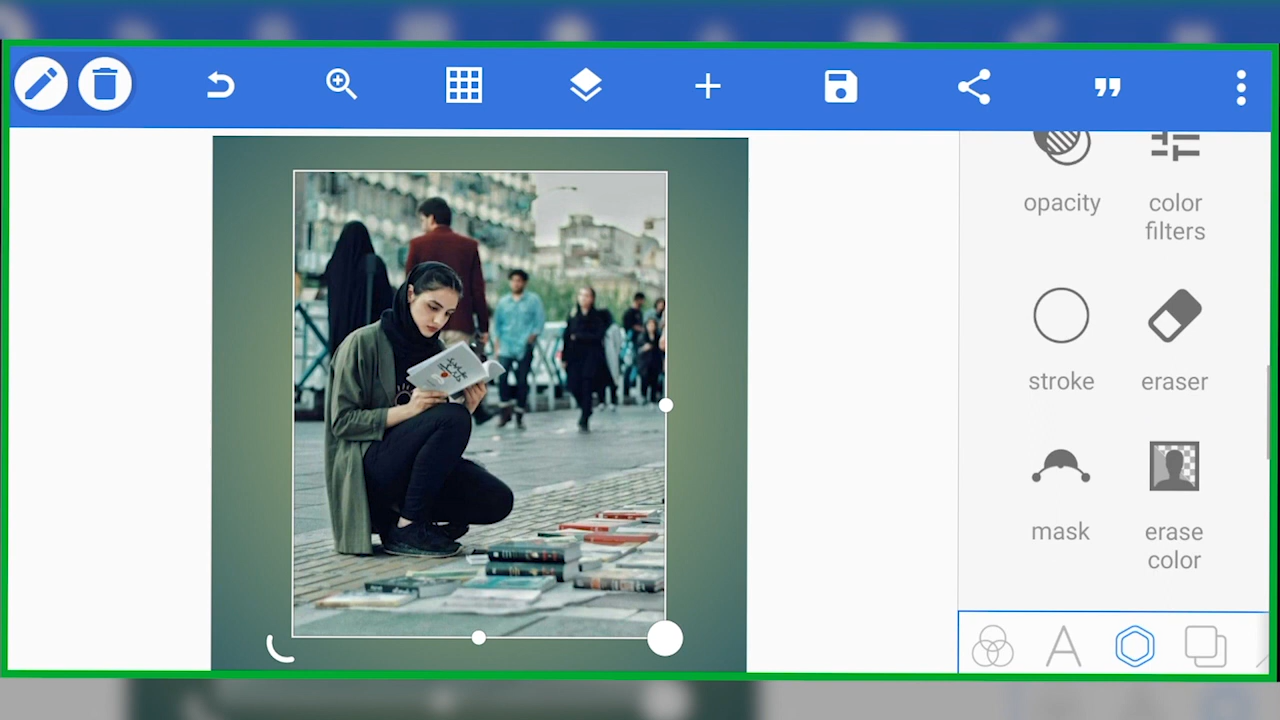 opacity
color
filters
stroke
eraser
mask
erase
color